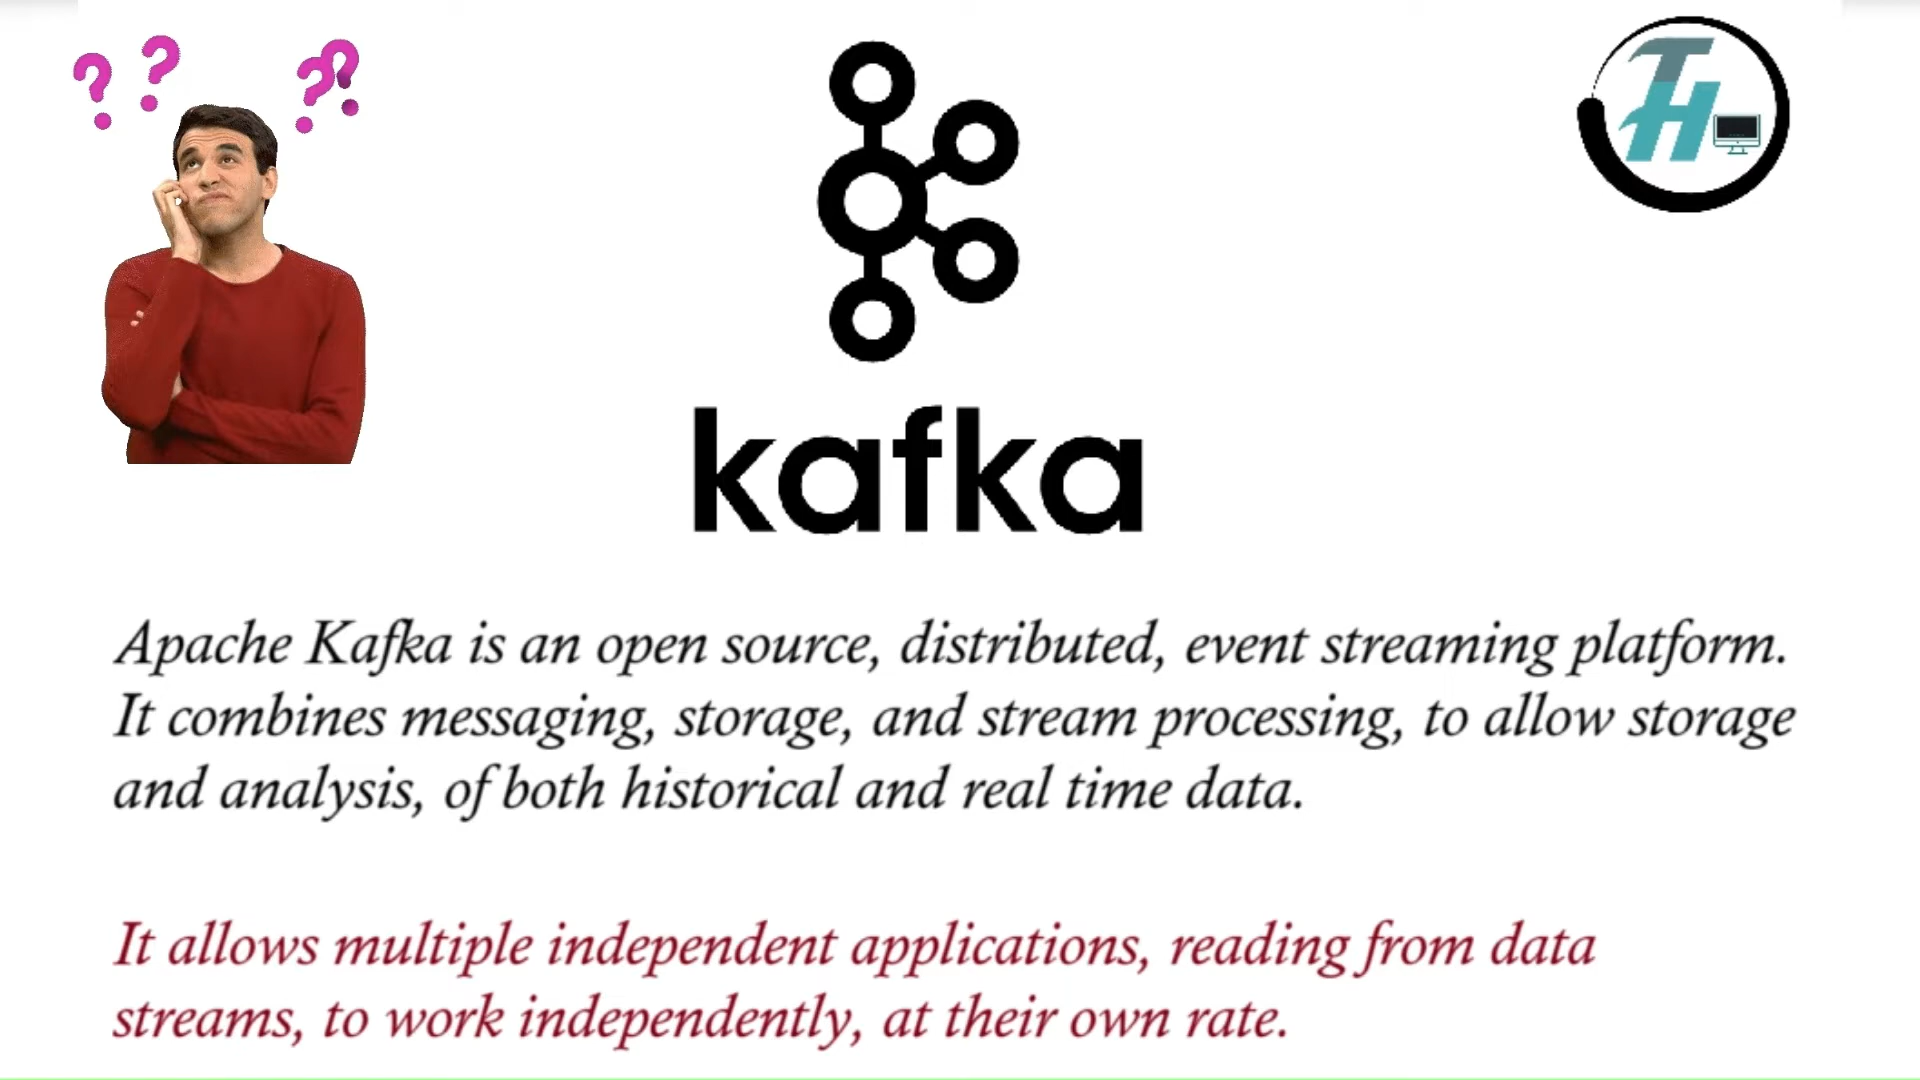 ? ? ??
TH
kafka
Apache Kafka is an open source, distributed, event streaming platform.
It combines messaging, storage, and stream processing, to allow storage
and analysis, of both historical and real time data.
It allows multiple independent applications, reading from data
streams, to work independently, at their own rate.